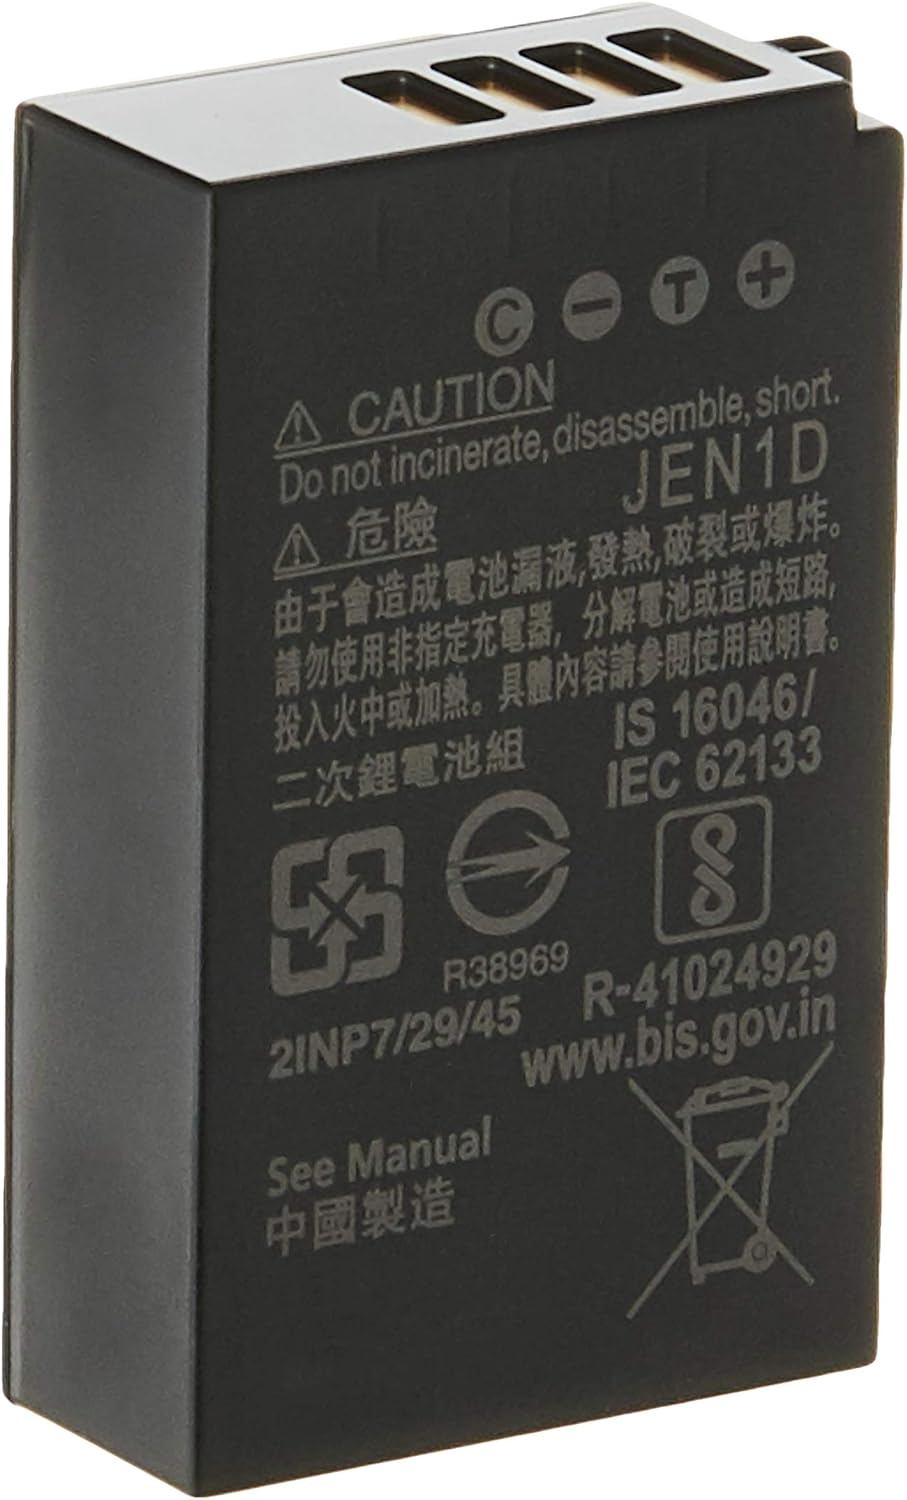 C − T +
⚠ CAUTION
Do not incinerate, disassemble, short.
JEN1D
⚠ 危險
由于會造成電池漏液,發熱,破裂或爆炸。
請勿使用非指定充電器，分解電池或造成短路,
投入火中或加熱。具體內容請參閱使用說明書。
二次鋰電池組
IS 16046/
IEC 62133
R38969
R-41024929
2INP7/29/45
www.bis.gov.in
See Manual
中國製造